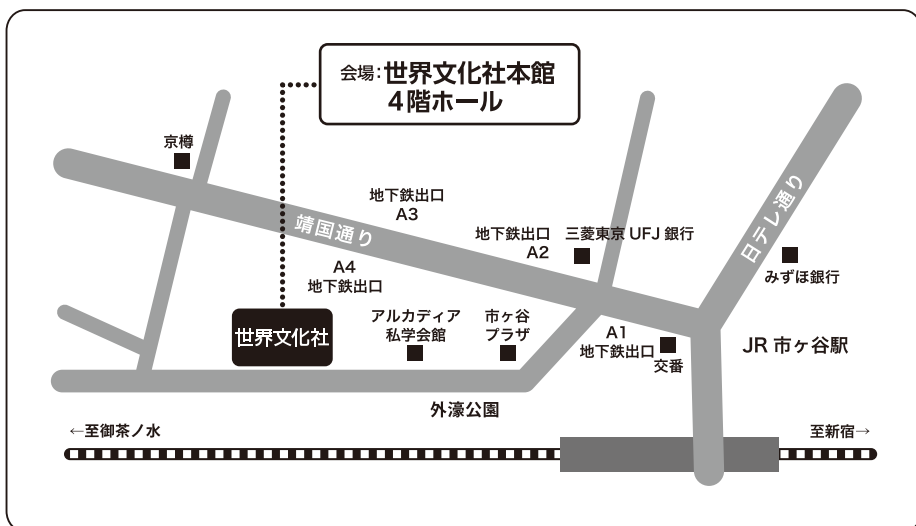 会場：世界文化社本館
4階ホール
京樽
地下鉄出口
A3
靖国通り
地下鉄出口
A2
三菱東京UFJ銀行
日テレ通り
みずほ銀行
A4
地下鉄出口
世界文化社
アルカディア
私学会館
市ヶ谷
プラザ
A1
地下鉄出口
交番
JR 市ヶ谷駅
外濠公園
←至御茶ノ水
至新宿→